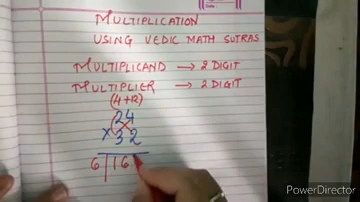 MULTIPLICATION
USING VEDIC MATH SUTRAS
MULTIPLICAND → 2 DIGIT
MULTIPLIER → 2 DIGIT
(4+12)
24
× 32
6 | 16
PowerDirector